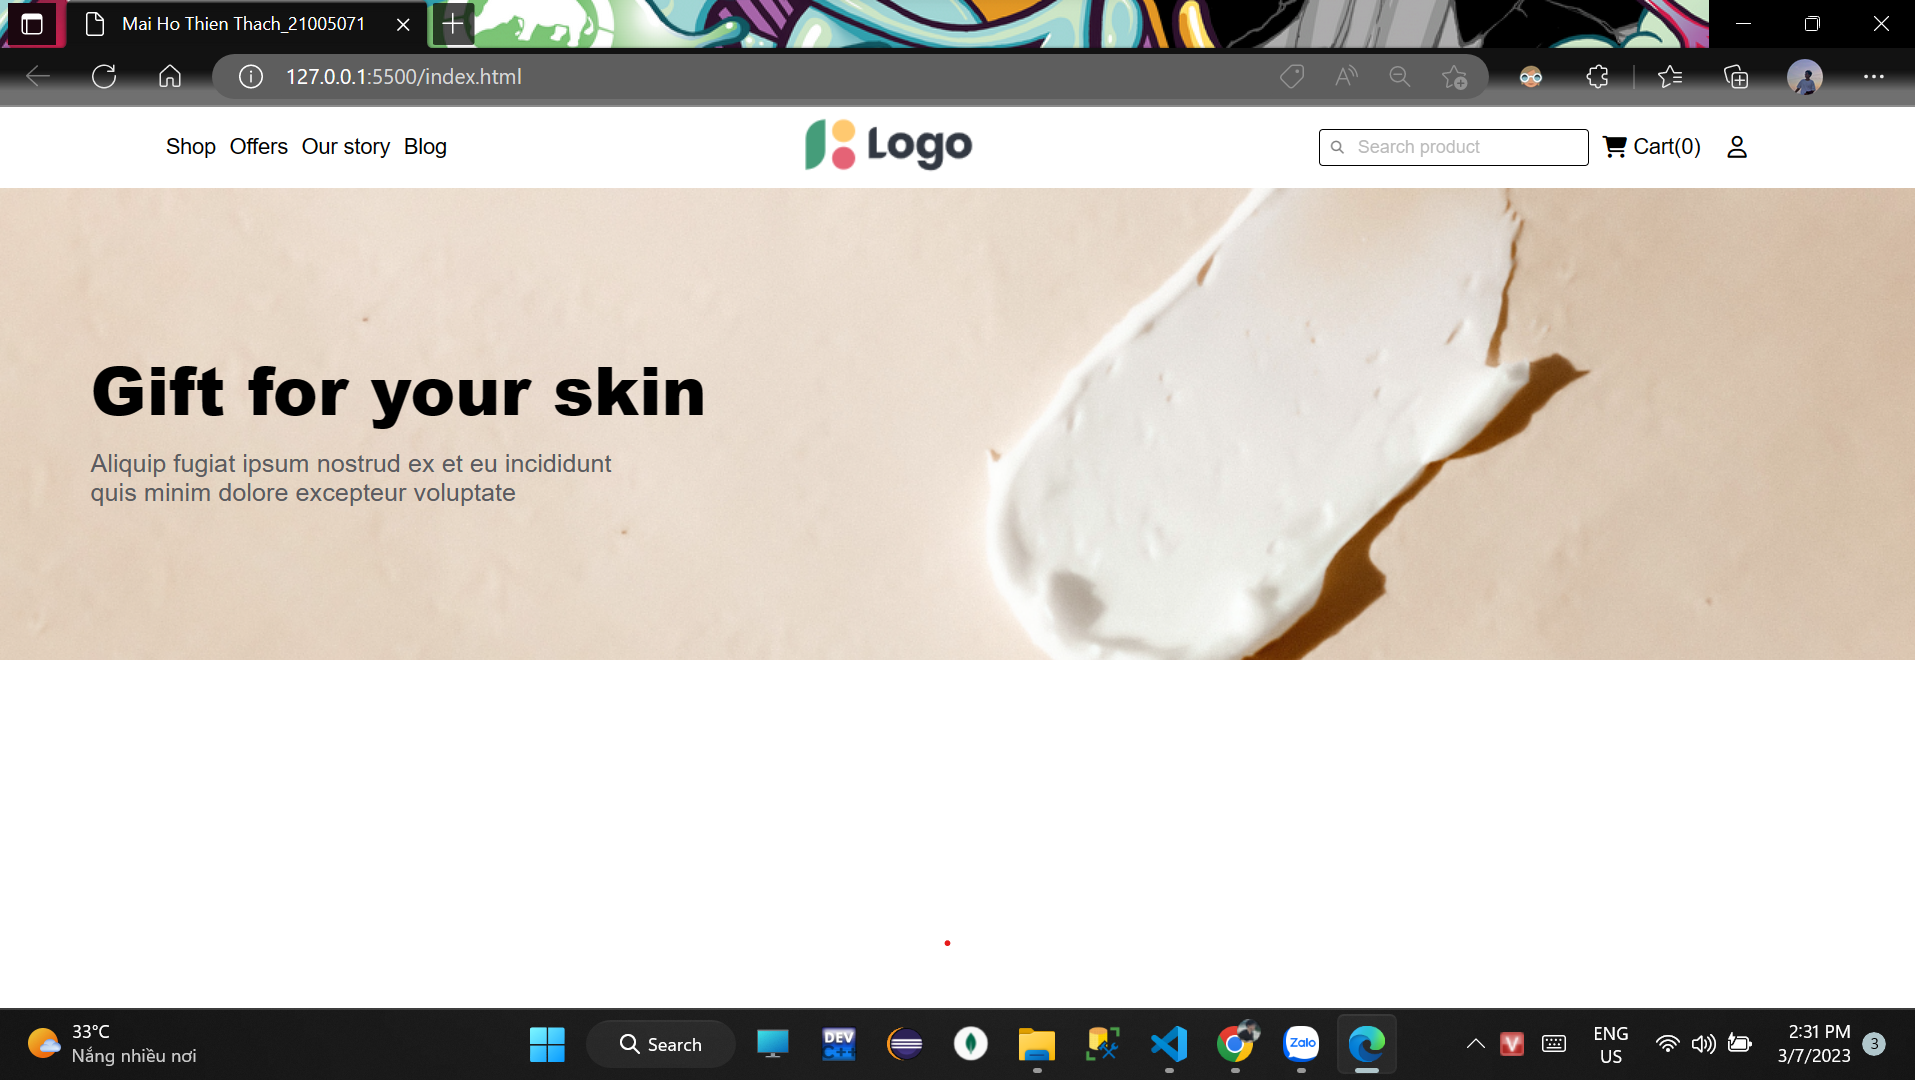 Mai Ho Thien Thach_21005071
127.0.0.1:5500/index.html
Shop Offers Our story Blog
Logo
Search product
Cart(0)
Gift for your skin
Aliquip fugiat ipsum nostrud ex et eu incididunt
quis minim dolore excepteur voluptate
33°C
Nắng nhiều nơi
Search
DEV
C++
Zalo
V
ENG
US
2:31 PM
3/7/2023
3